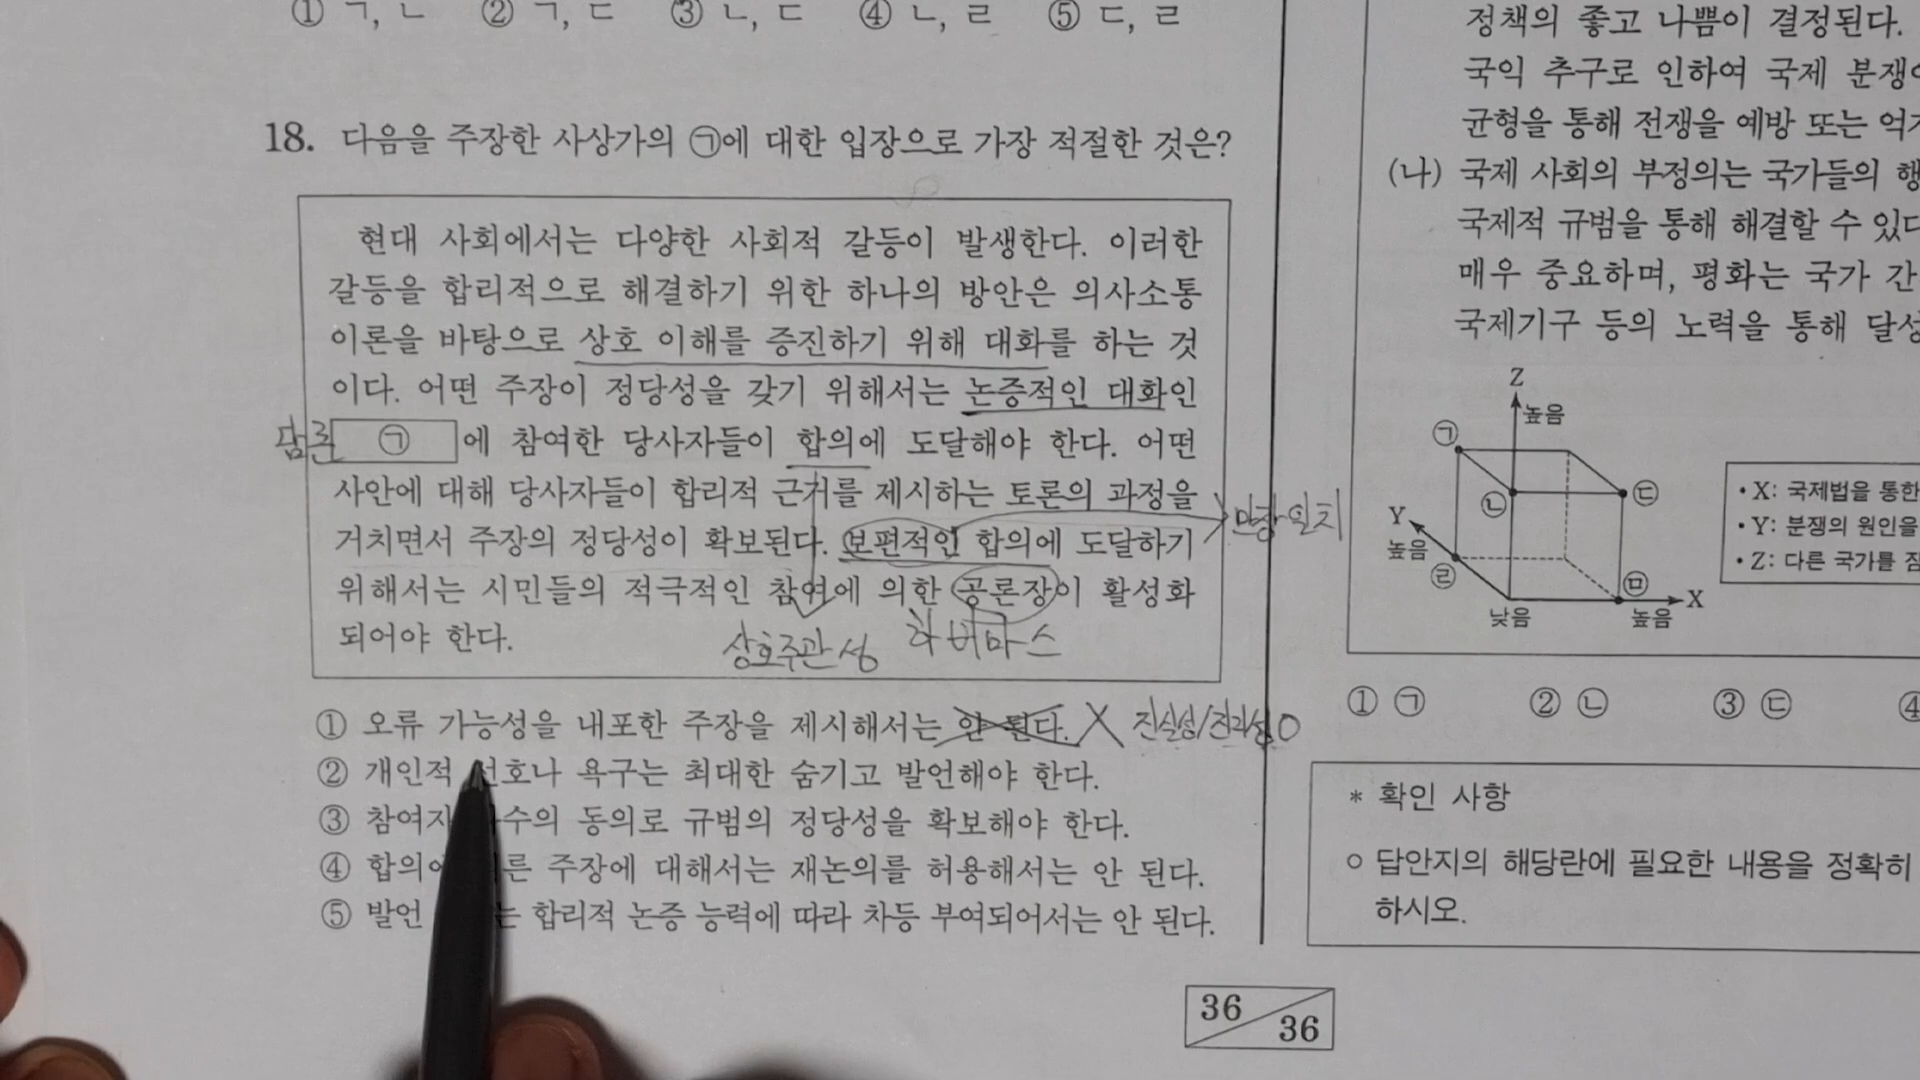 ① ㄱ, ㄴ ② ㄱ, ㄷ ③ ㄴ, ㄷ ④ ㄴ, ㄹ ⑤ ㄷ, ㄹ
18. 다음을 주장한 사상가의 ㉠에 대한 입장으로 가장 적절한 것은?
현대 사회에서는 다양한 사회적 갈등이 발생한다. 이러한
갈등을 합리적으로 해결하기 위한 하나의 방안은 의사소통
이론을 바탕으로 상호 이해를 증진하기 위해 대화를 하는 것
이다. 어떤 주장이 정당성을 갖기 위해서는 논증적인 대화인
담론 ㉠ 에 참여한 당사자들이 합의에 도달해야 한다. 어떤
사안에 대해 당사자들이 합리적 근거를 제시하는 토론의 과정을
거치면서 주장의 정당성이 확보된다. 보편적인 합의에 도달하기
만장일치
위해서는 시민들의 적극적인 참여에 의한 공론장이 활성화
되어야 한다.
상호주관성 하버마스
① 오류 가능성을 내포한 주장을 제시해서는 안 된다. X 진실성/진리성 O
② 개인적 선호나 욕구는 최대한 숨기고 발언해야 한다.
③ 참여자 수의 동의로 규범의 정당성을 확보해야 한다.
④ 합의에 른 주장에 대해서는 재논의를 허용해서는 안 된다.
⑤ 발언 는 합리적 논증 능력에 따라 차등 부여되어서는 안 된다.
36
36
정책의 좋고 나쁨이 결정된다.
국익 추구로 인하여 국제 분쟁
균형을 통해 전쟁을 예방 또는 억
(나) 국제 사회의 부정의는 국가들의 행
국제적 규범을 통해 해결할 수 있다
매우 중요하며, 평화는 국가 간
국제기구 등의 노력을 통해 달성
Z
높음
㉠
㉡
㉢
Y
높음
㉣
㉤
X
낮음
높음
• X: 국제법을 통한
• Y: 분쟁의 원인을
• Z: 다른 국가를 잠
① ㉠ ② ㉡ ③ ㉢ ④
* 확인 사항
○ 답안지의 해당란에 필요한 내용을 정확히
하시오.